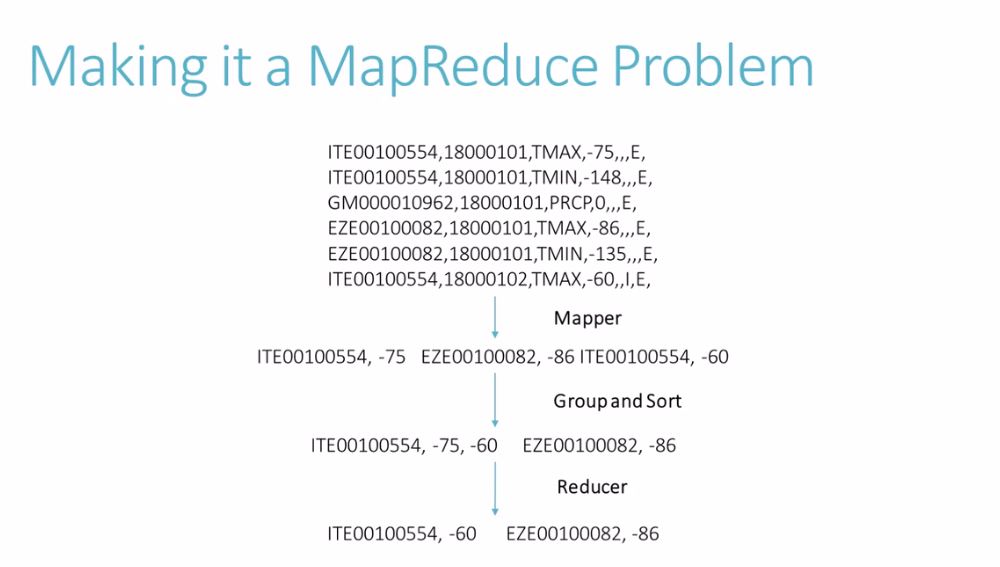 Making it a MapReduce Problem
ITE00100554,18000101,TMAX,-75,,,E,
ITE00100554,18000101,TMIN,-148,,,E,
GM000010962,18000101,PRCP,0,,,E,
EZE00100082,18000101,TMAX,-86,,,E,
EZE00100082,18000101,TMIN,-135,,,E,
ITE00100554,18000102,TMAX,-60,,I,E,
Mapper
ITE00100554, -75 EZE00100082, -86 ITE00100554, -60
Group and Sort
ITE00100554, -75, -60 EZE00100082, -86
Reducer
ITE00100554, -60 EZE00100082, -86